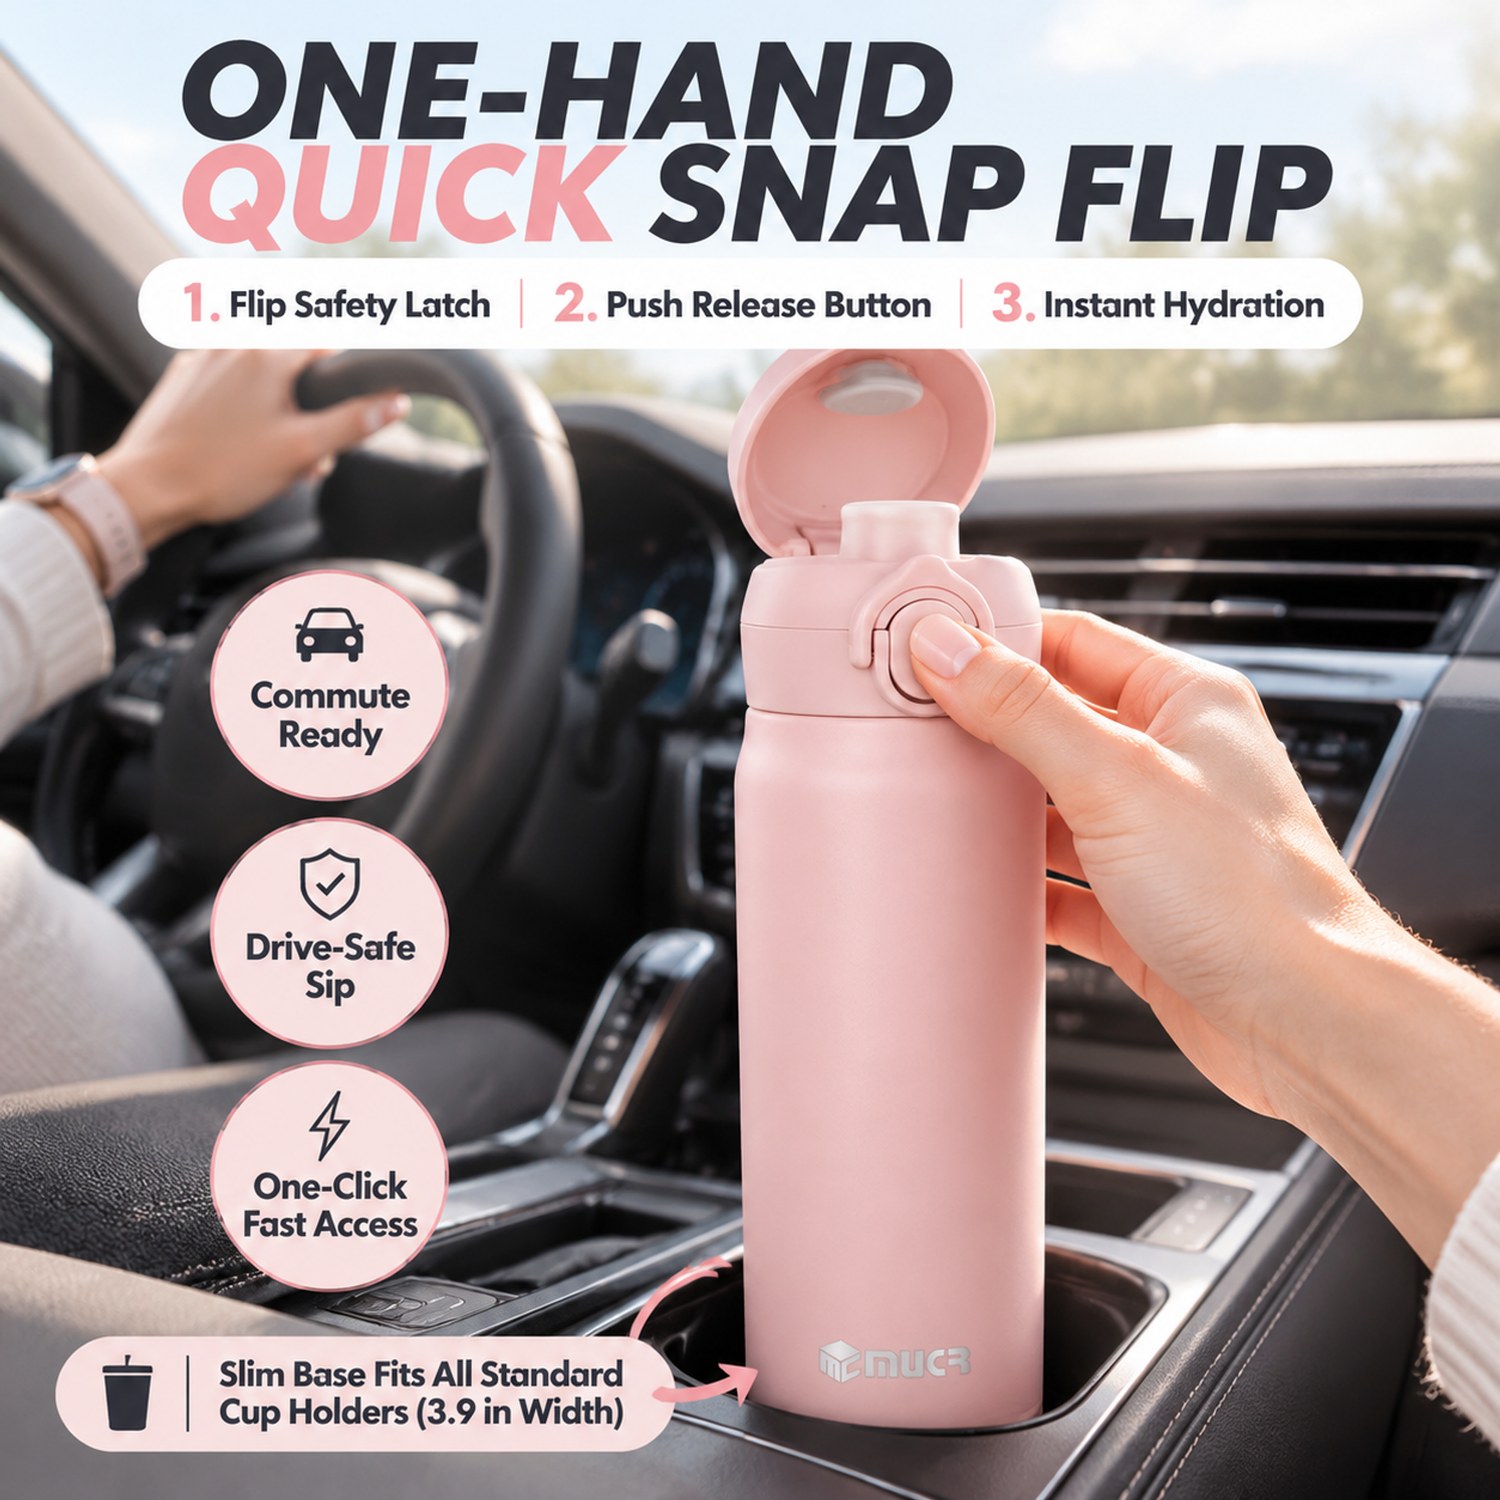 ONE-HAND
QUICK SNAP FLIP
1. Flip Safety Latch | 2. Push Release Button | 3. Instant Hydration
Commute
Ready
Drive-Safe
Sip
One-Click
Fast Access
Slim Base Fits All Standard
Cup Holders (3.9 in Width)
MC MUCR